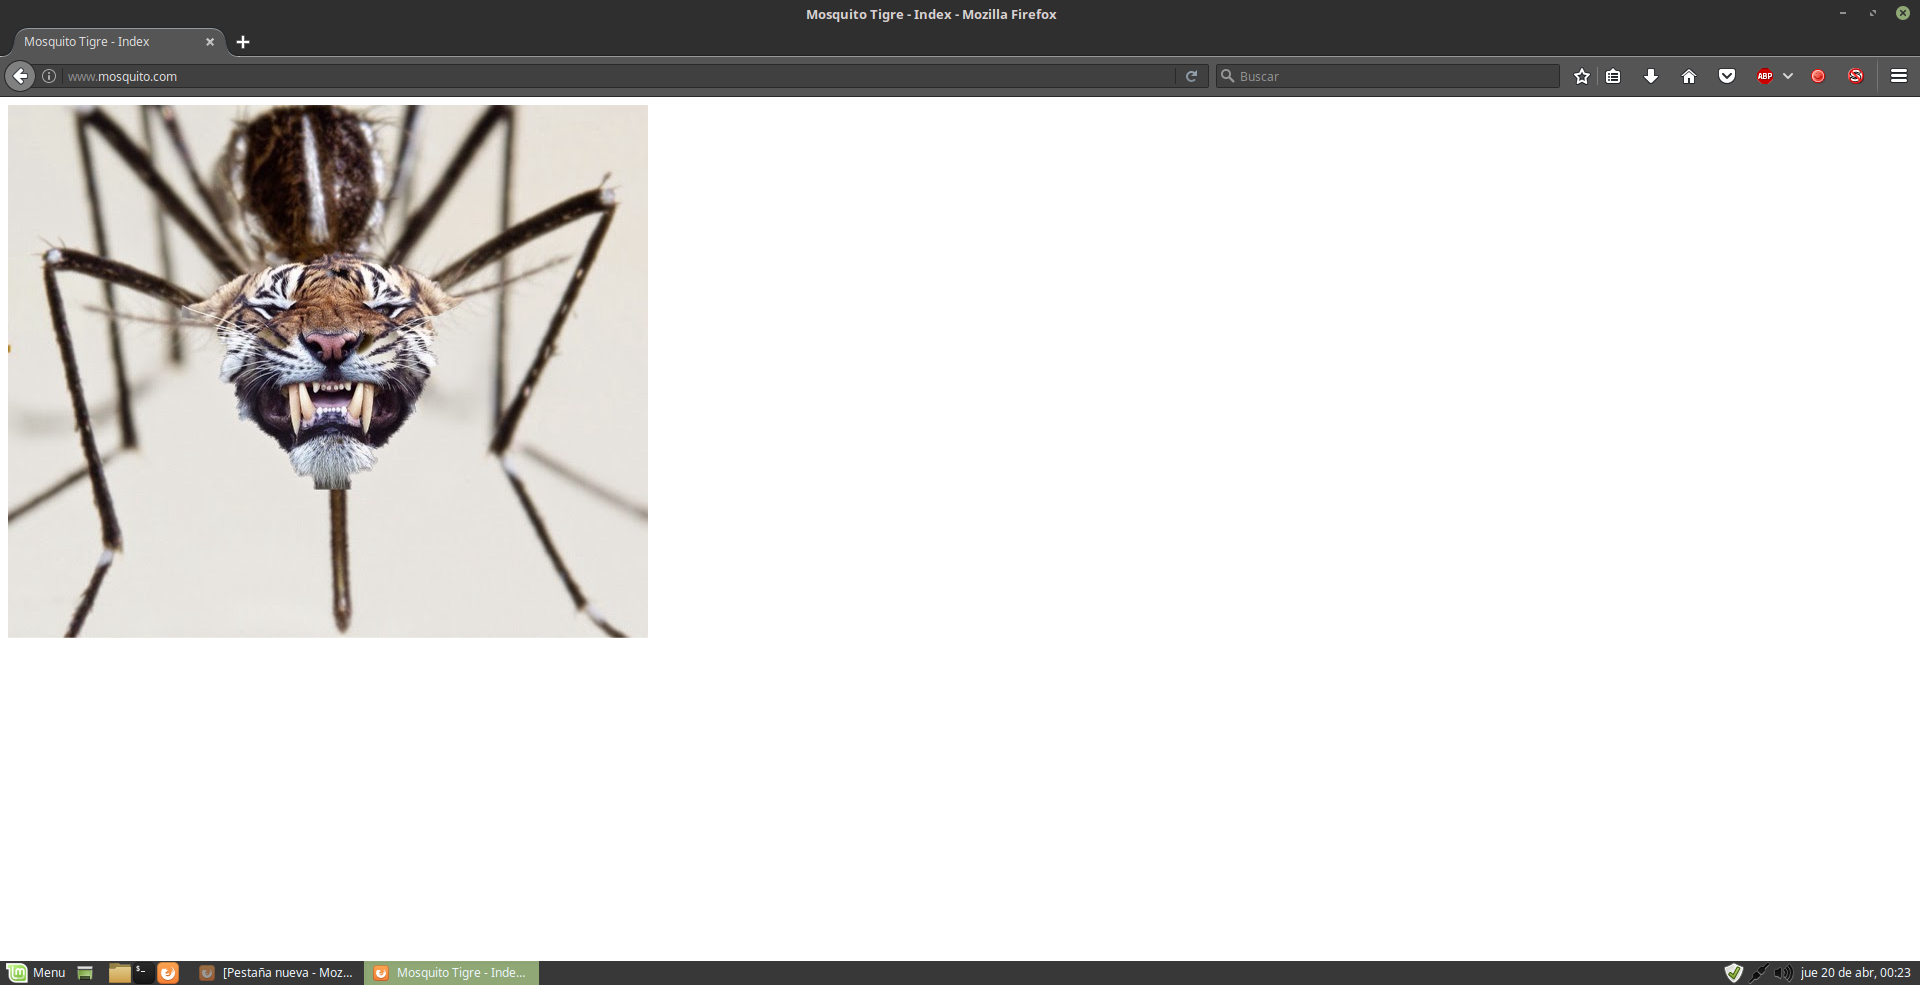 Mosquito Tigre - Index - Mozilla Firefox
Mosquito Tigre - Index
www.mosquito.com
Buscar
ABP
S
$-
Menu
[Pestaña nueva - Moz...
Mosquito Tigre - Inde...
jue 20 de abr, 00:23